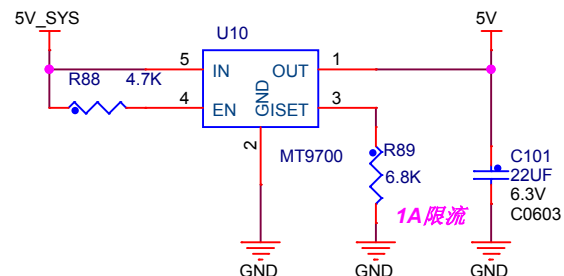 5V_SYS
5V
U10
R88
4.7K
5
IN
OUT
1
4
EN
GND
ISET
3
2
MT9700
R89
6.8K
1A限流
C101
22UF
6.3V
C0603
GND
GND
GND